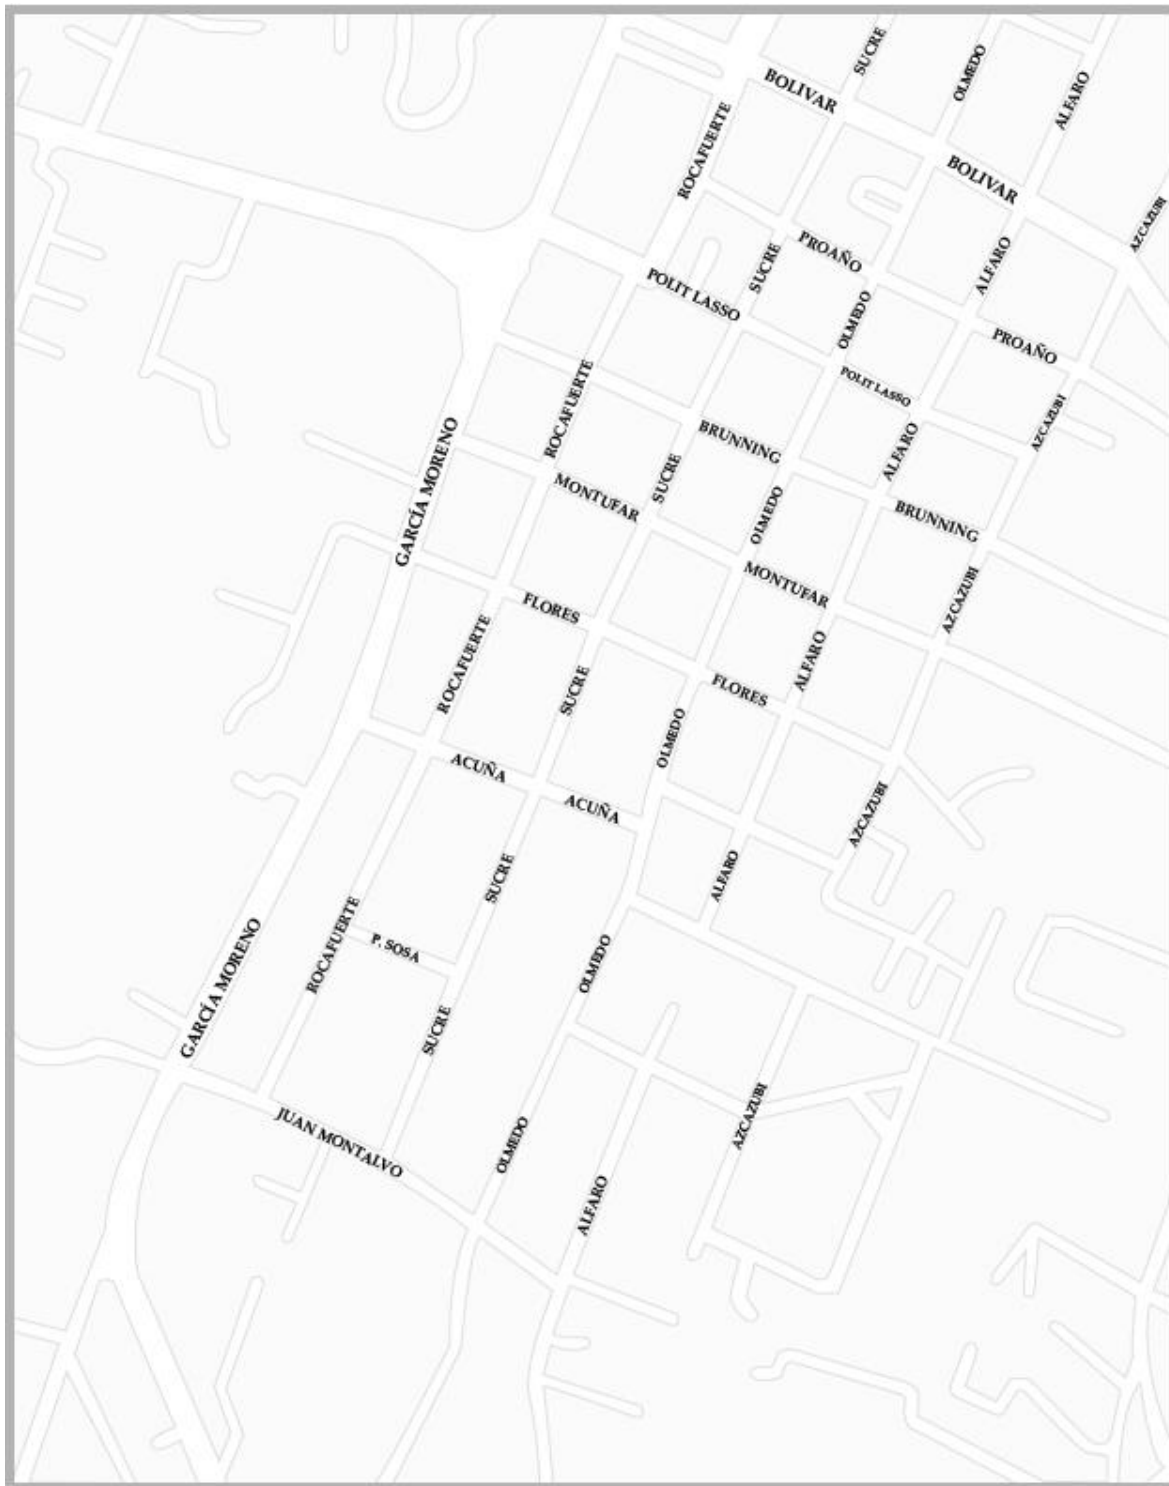 SUCRE
OLMEDO
ALFARO
BOLIVAR
ROCAFUERTE
BOLIVAR
AZCAZUBI
PROAÑO
SUCRE
ALFARO
POLIT LASSO
OLMEDO
PROAÑO
POLIT LASSO
ROCAFUERTE
AZCAZUBI
BRUNNING
ALFARO
GARCÍA MORENO
SUCRE
MONTUFAR
OLMEDO
BRUNNING
MONTUFAR
AZCAZUBI
FLORES
ROCAFUERTE
ALFARO
SUCRE
FLORES
OLMEDO
ACUÑA
ACUÑA
AZCAZUBI
SUCRE
ALFARO
ROCAFUERTE
P. SOSA
OLMEDO
GARCÍA MORENO
SUCRE
AZCAZUBI
JUAN MONTALVO
OLMEDO
ALFARO